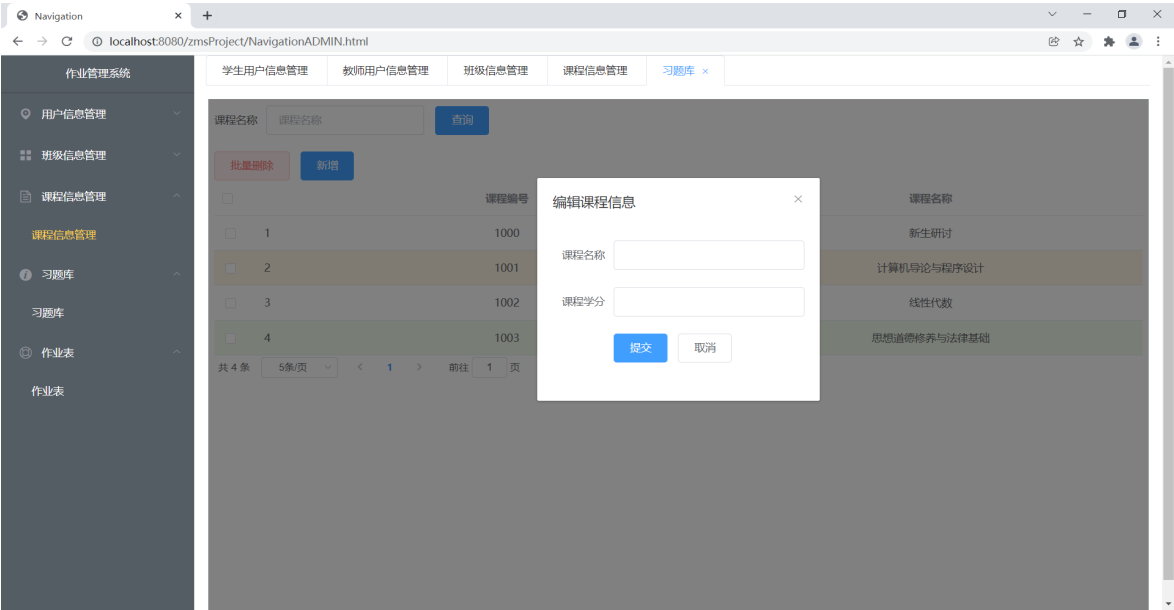 Navigation
localhost:8080/zmsProject/NavigationADMIN.html
作业管理系统
用户信息管理
班级信息管理
课程信息管理
课程信息管理
习题库
习题库
作业表
作业表
学生用户信息管理 教师用户信息管理 班级信息管理 课程信息管理 习题库
课程名称 课程名称 查询
批量删除 新增
课程编号 课程名称
1 1000 新生研讨
2 1001 计算机导论与程序设计
3 1002 线性代数
4 1003 思想道德修养与法律基础
共 4 条 5条/页 1 前往 1 页
编辑课程信息
课程名称
课程学分
提交 取消